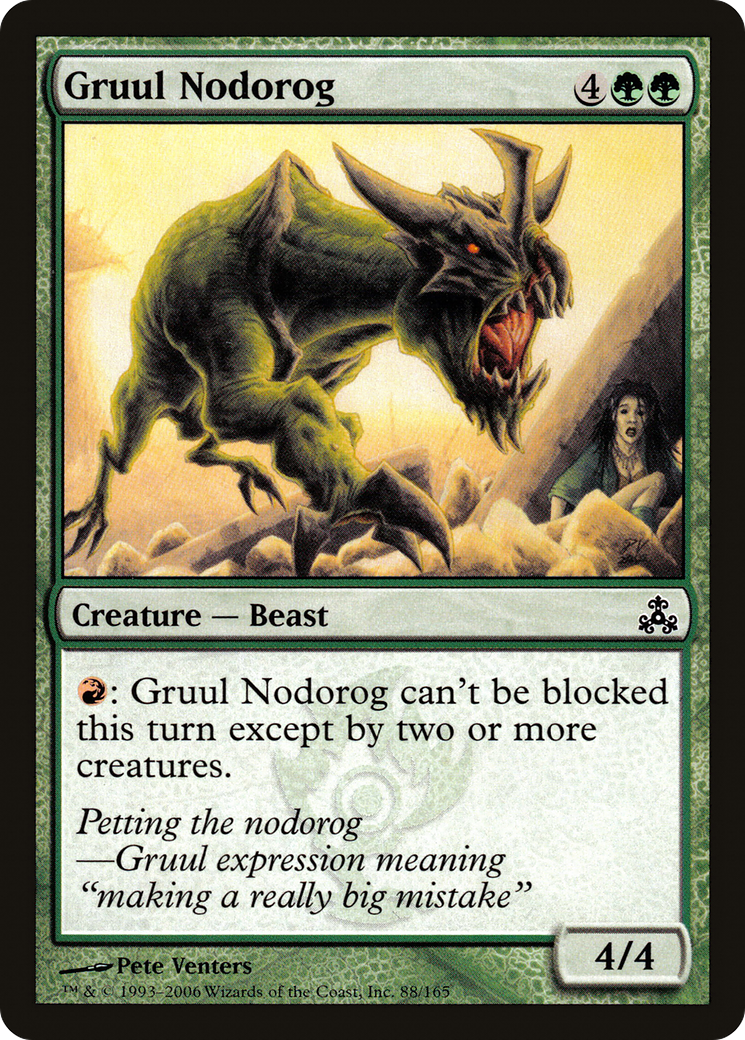 Gruul Nodorog 4
Creature — Beast
: Gruul Nodorog can't be blocked
this turn except by two or more
creatures.
Petting the nodorog
—Gruul expression meaning
“making a really big mistake”
4/4
Pete Venters
™ & © 1993–2006 Wizards of the Coast, Inc. 88/165